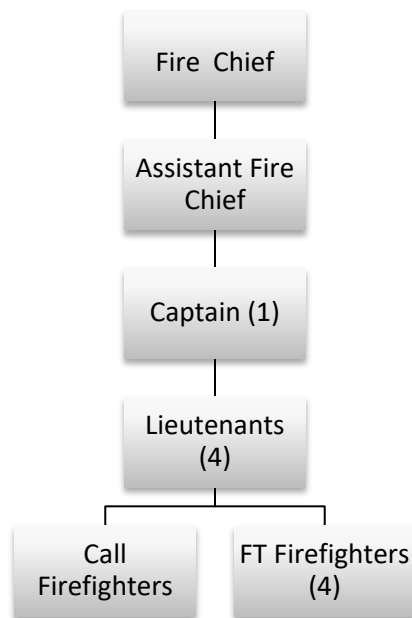 Fire Chief
Assistant Fire
Chief
Captain (1)
Lieutenants
(4)
Call
Firefighters
FT Firefighters
(4)